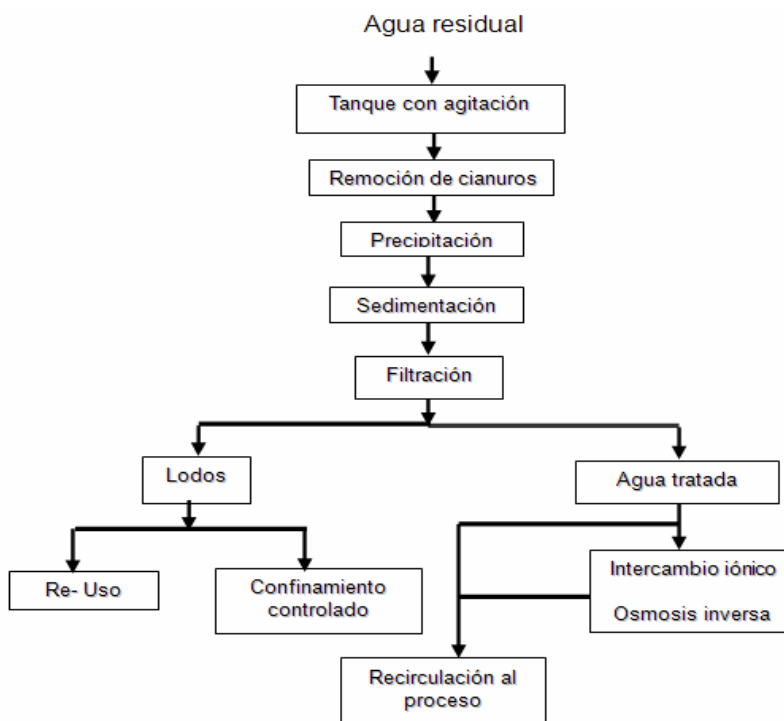 Agua residual
Tanque con agitación
Remoción de cianuros
Precipitación
Sedimentación
Filtración
Lodos
Agua tratada
Re- Uso
Confinamiento
controlado
Intercambio iónico
Osmosis inversa
Recirculación al
proceso